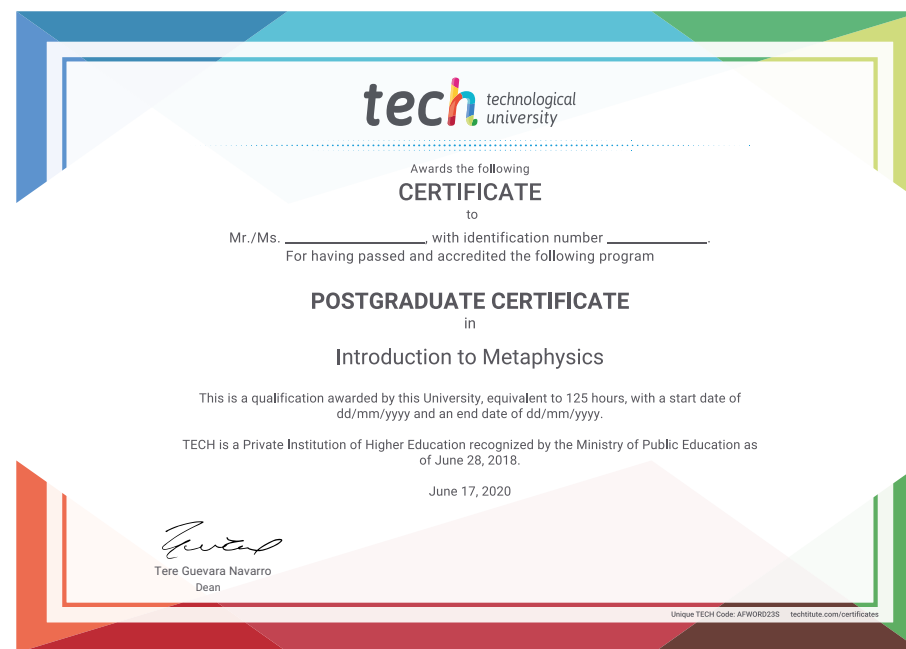 tech technological
university
Awards the following
CERTIFICATE
to
Mr./Ms. ____________________, with identification number ______________.
For having passed and accredited the following program
POSTGRADUATE CERTIFICATE
in
Introduction to Metaphysics
This is a qualification awarded by this University, equivalent to 125 hours, with a start date of
dd/mm/yyyy and an end date of dd/mm/yyyy.
TECH is a Private Institution of Higher Education recognized by the Ministry of Public Education as
of June 28, 2018.
June 17, 2020
Tere Guevara Navarro
Dean
Unique TECH Code: AFWORD23S techtitute.com/certificates